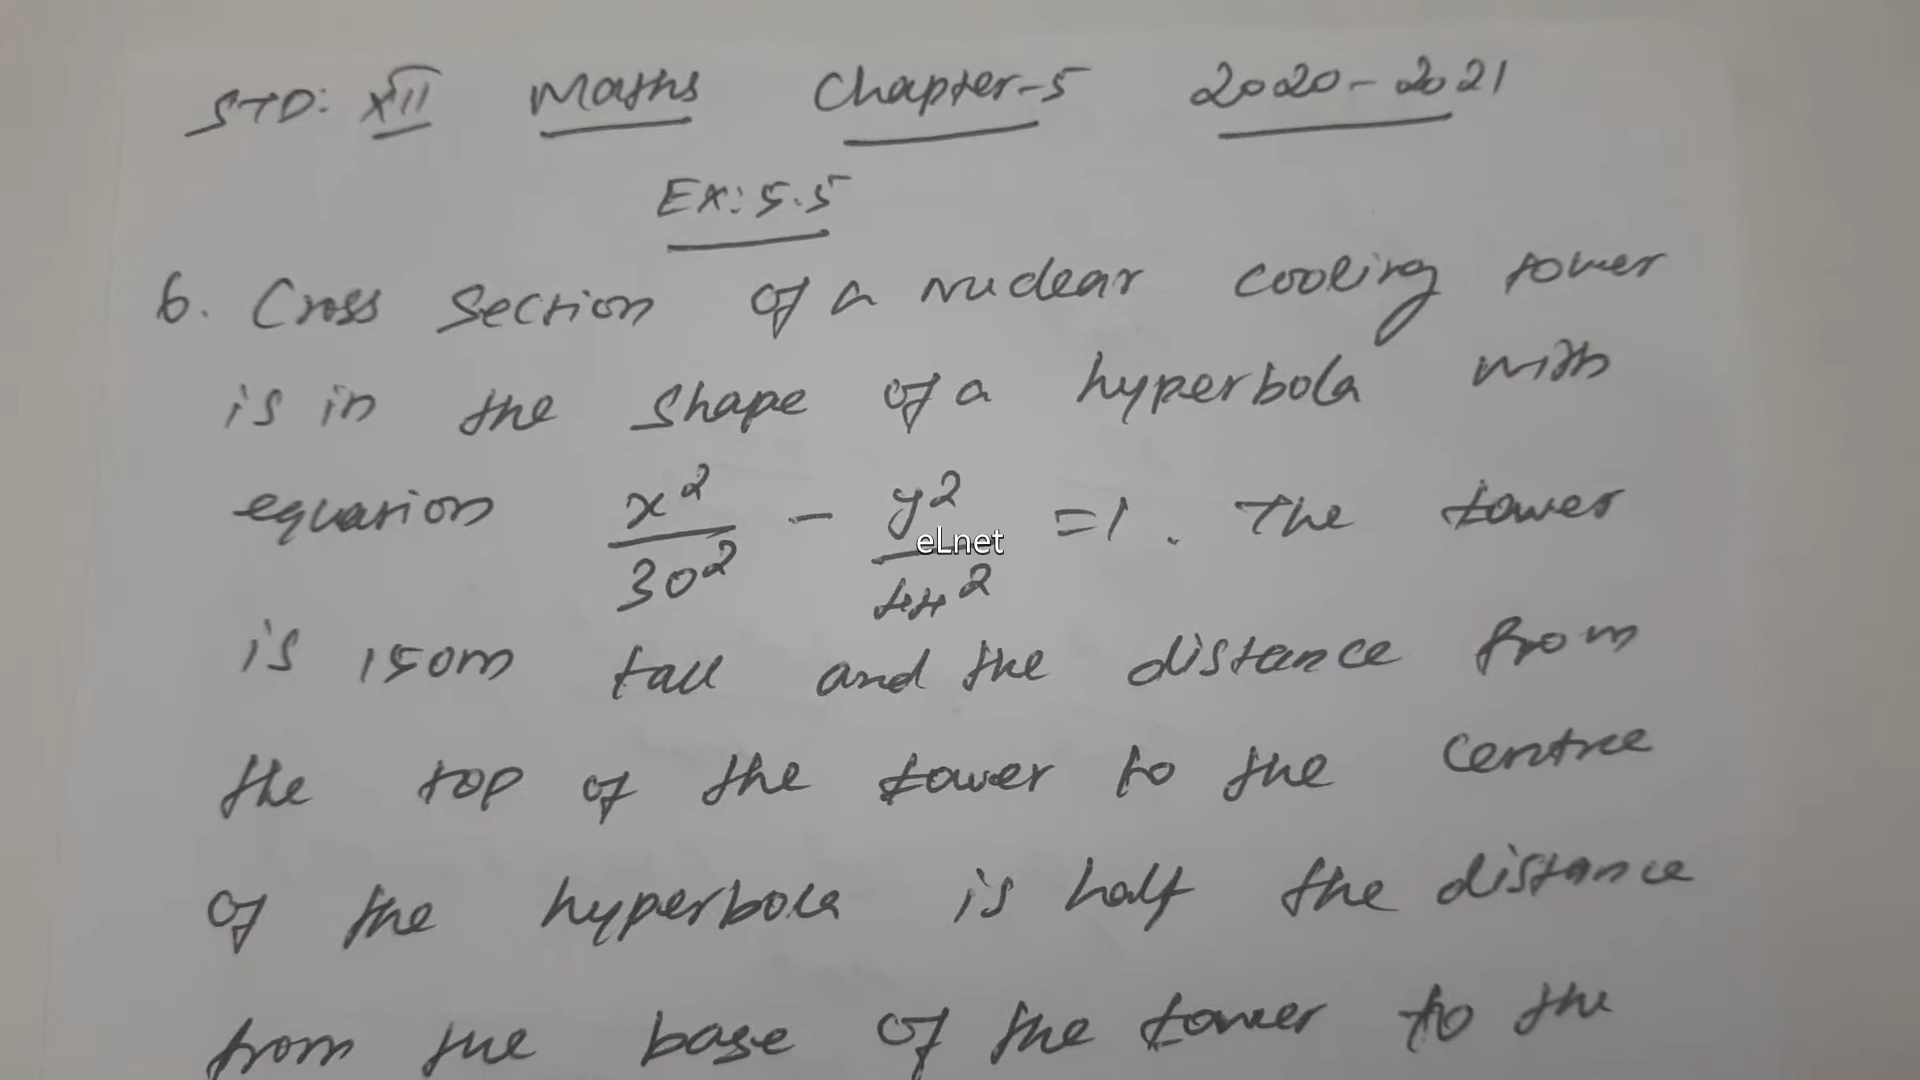 STD: XII Maths Chapter-5 2020-2021
Ex: 5.5
6. Cross Section of a nuclear cooling tower
is in the shape of a hyperbola with
equation x²/30² - y²/44² =1. The tower
eLnet
is 150m tall and the distance from
the top of the tower to the centre
of the hyperbola is half the distance
from the base of the tower to the